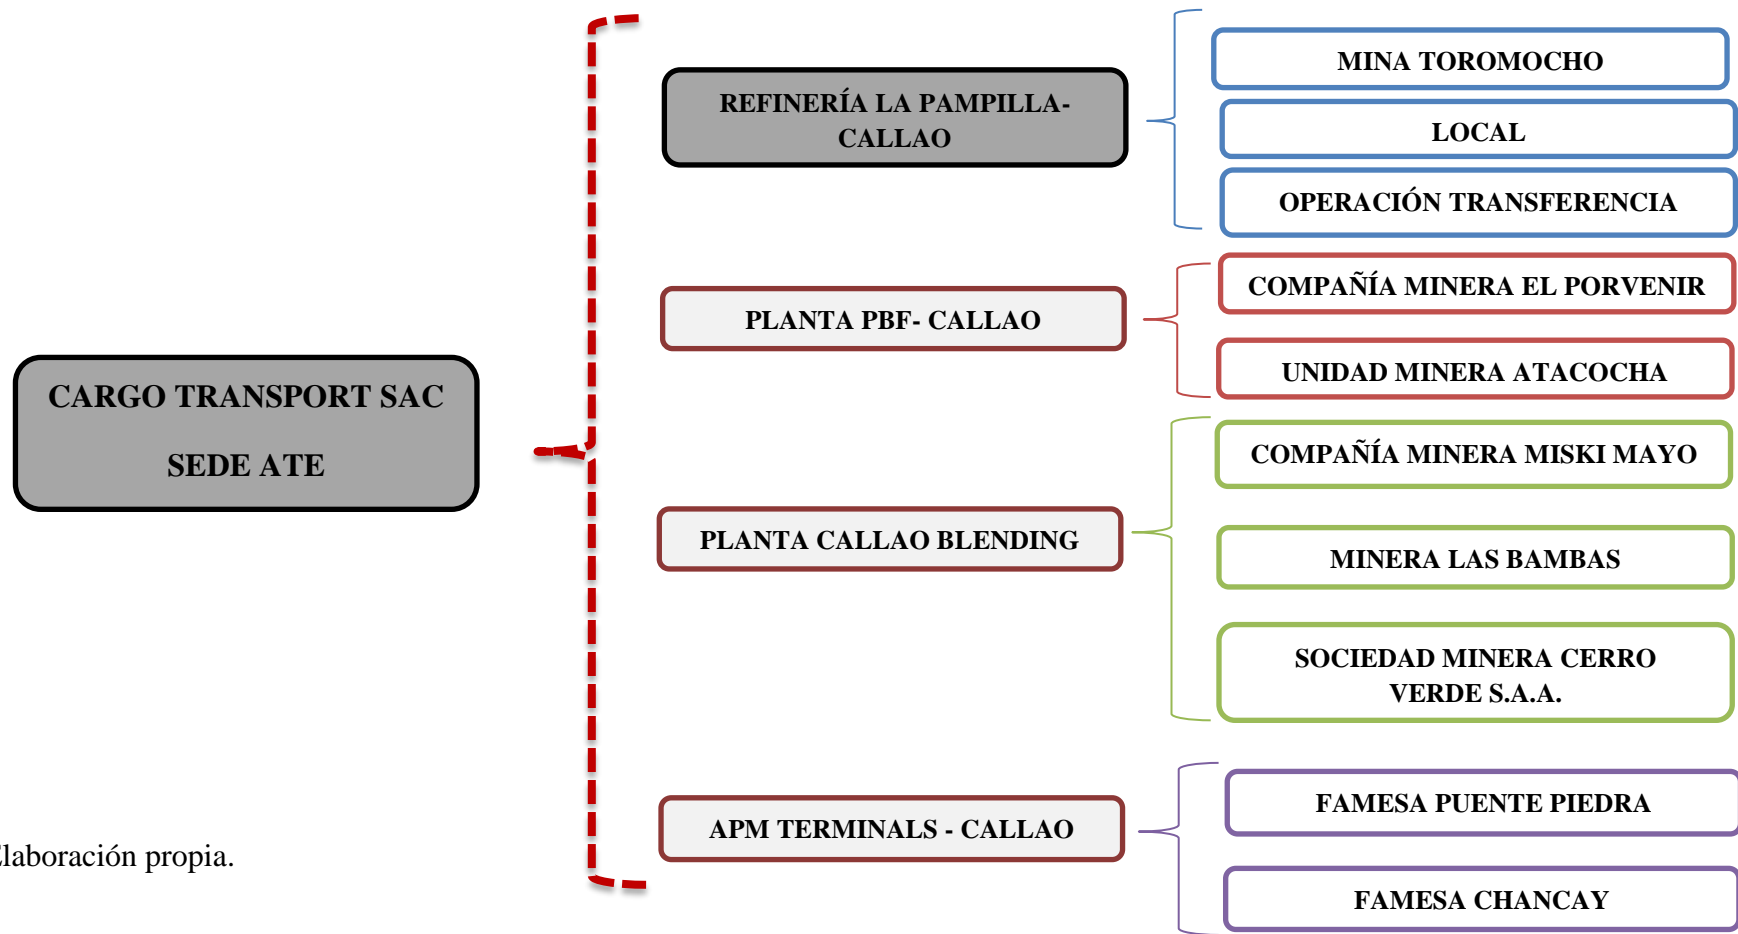 CARGO TRANSPORT SAC
SEDE ATE
REFINERÍA LA PAMPILLA-
CALLAO
MINA TOROMOCHO
LOCAL
OPERACIÓN TRANSFERENCIA
PLANTA PBF- CALLAO
COMPAÑÍA MINERA EL PORVENIR
UNIDAD MINERA ATACOCHA
PLANTA CALLAO BLENDING
COMPAÑÍA MINERA MISKI MAYO
MINERA LAS BAMBAS
SOCIEDAD MINERA CERRO
VERDE S.A.A.
APM TERMINALS - CALLAO
FAMESA PUENTE PIEDRA
FAMESA CHANCAY
Elaboración propia.